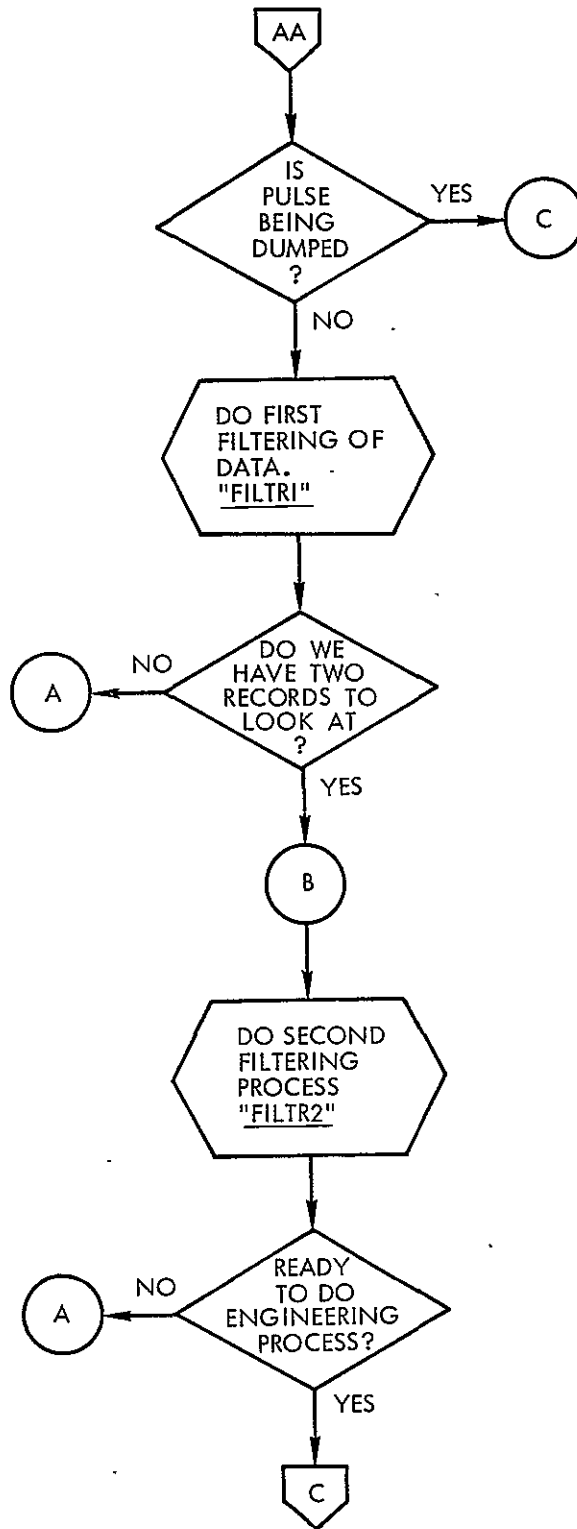 AA
IS
PULSE
BEING
DUMPED
?
YES
C
NO
DO FIRST
FILTERING OF
DATA.
"FILTR1"
DO WE
HAVE TWO
RECORDS TO
LOOK AT
?
NO
A
YES
B
DO SECOND
FILTERING
PROCESS
"FILTR2"
READY
TO DO
ENGINEERING
PROCESS?
NO
A
YES
C